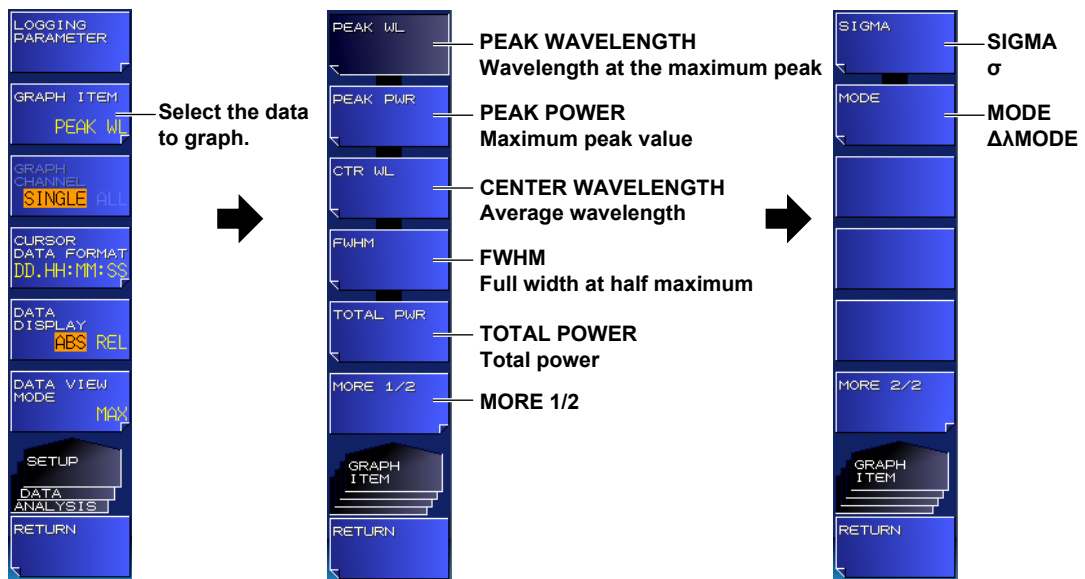 LOGGING
PARAMETER
GRAPH ITEM
PEAK WL
GRAPH
CHANNEL
SINGLE ALL
CURSOR
DATA FORMAT
DD.HH:MM:SS
DATA
DISPLAY
ABS REL
DATA VIEW
MODE
MAX
SETUP
DATA
ANALYSIS
RETURN
Select the data
to graph.
PEAK WL
PEAK PWR
CTR WL
FWHM
TOTAL PWR
MORE 1/2
GRAPH
ITEM
RETURN
PEAK WAVELENGTH
Wavelength at the maximum peak
PEAK POWER
Maximum peak value
CENTER WAVELENGTH
Average wavelength
FWHM
Full width at half maximum
TOTAL POWER
Total power
MORE 1/2
SIGMA
MODE
MORE 2/2
GRAPH
ITEM
RETURN
SIGMA
σ
MODE
ΔλMODE